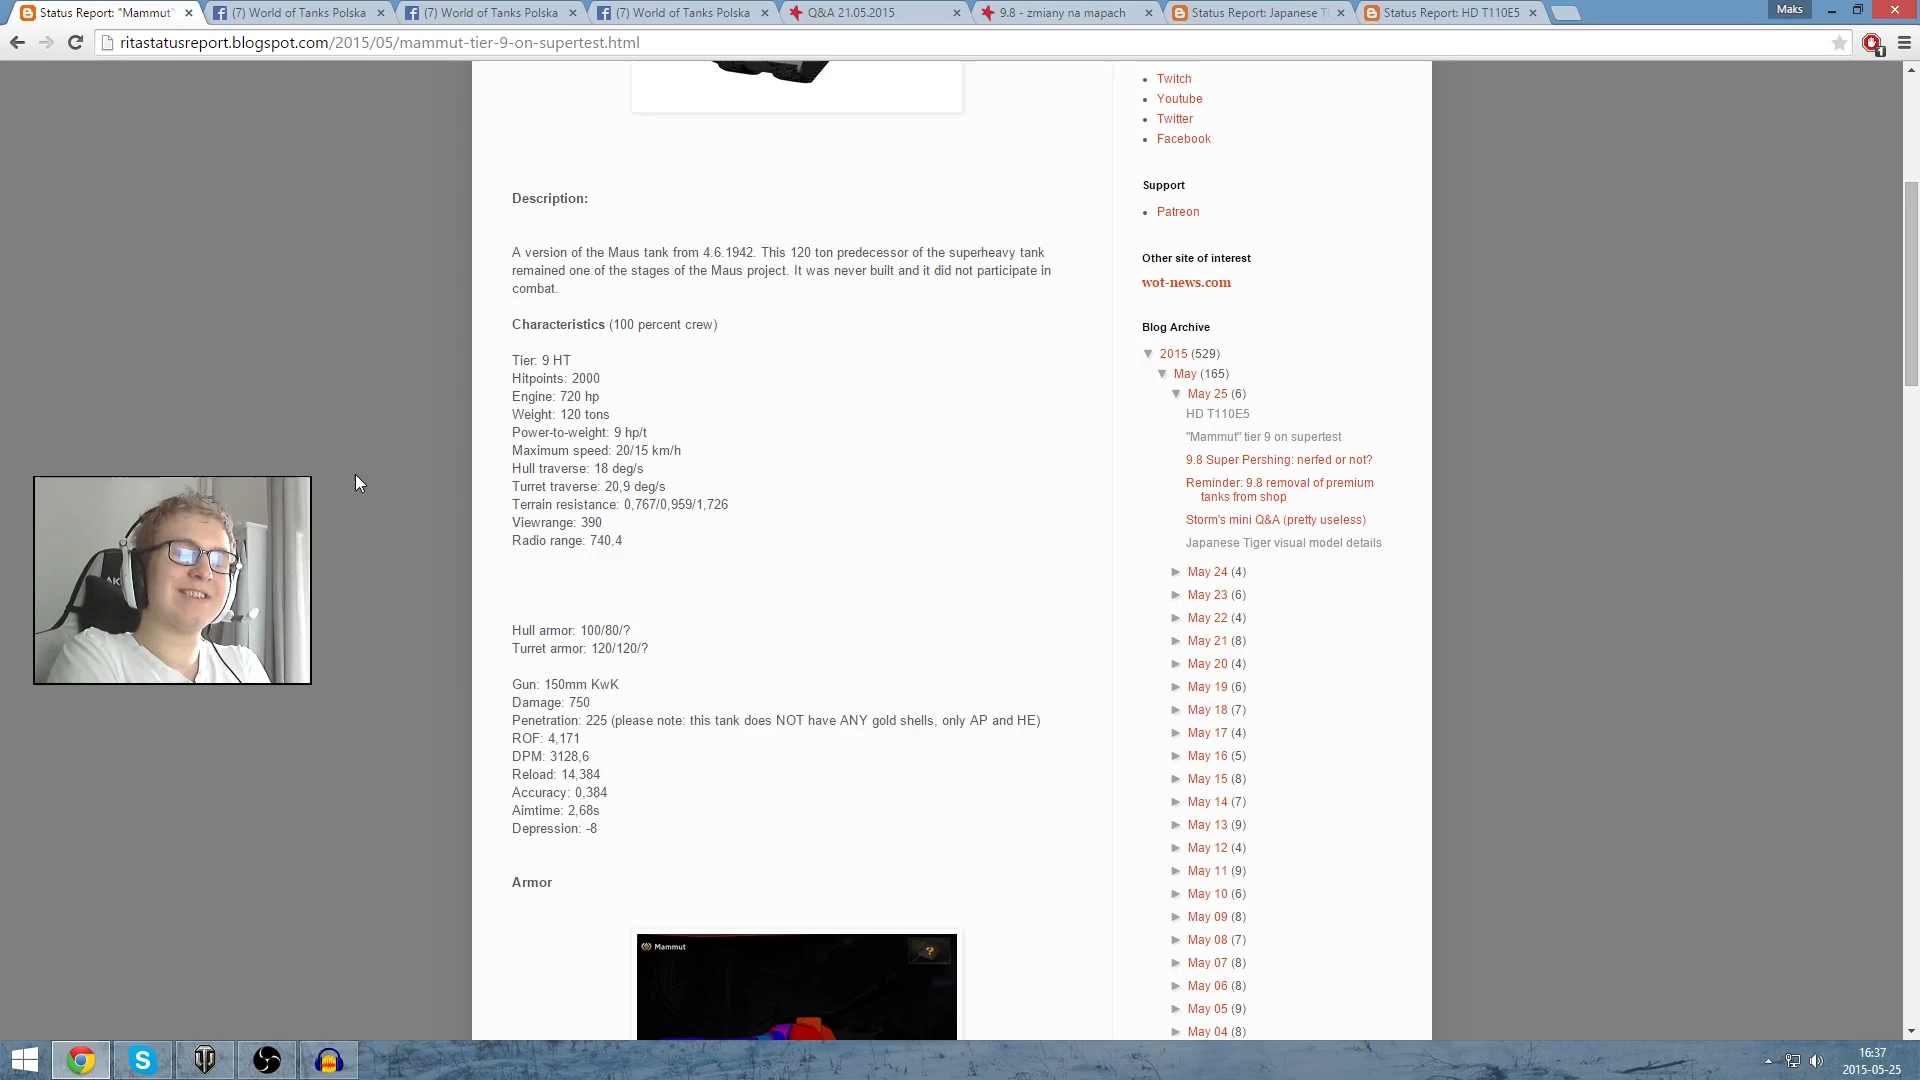 Status Report: "Mammut"
(7) World of Tanks Polska
(7) World of Tanks Polska
(7) World of Tanks Polska
Q&A 21.05.2015
9.8 - zmiany na mapach
Status Report: Japanese Ti
Status Report: HD T110E5
Maks
ritastatusreport.blogspot.com/2015/05/mammut-tier-9-on-supertest.html
1
Description:
A version of the Maus tank from 4.6.1942. This 120 ton predecessor of the superheavy tank
remained one of the stages of the Maus project. It was never built and it did not participate in
combat.
Characteristics (100 percent crew)
Tier: 9 HT
Hitpoints: 2000
Engine: 720 hp
Weight: 120 tons
Power-to-weight: 9 hp/t
Maximum speed: 20/15 km/h
Hull traverse: 18 deg/s
Turret traverse: 20,9 deg/s
Terrain resistance: 0,767/0,959/1,726
Viewrange: 390
Radio range: 740,4
Hull armor: 100/80/?
Turret armor: 120/120/?
Gun: 150mm KwK
Damage: 750
Penetration: 225 (please note: this tank does NOT have ANY gold shells, only AP and HE)
ROF: 4,171
DPM: 3128,6
Reload: 14,384
Accuracy: 0,384
Aimtime: 2,68s
Depression: -8
Armor
Mammut
?
Twitch
Youtube
Twitter
Facebook
Support
Patreon
Other site of interest
wot-news.com
Blog Archive
▼ 2015 (529)
▼ May (165)
▼ May 25 (6)
HD T110E5
"Mammut" tier 9 on supertest
9.8 Super Pershing: nerfed or not?
Reminder: 9.8 removal of premium
tanks from shop
Storm's mini Q&A (pretty useless)
Japanese Tiger visual model details
► May 24 (4)
► May 23 (6)
► May 22 (4)
► May 21 (8)
► May 20 (4)
► May 19 (6)
► May 18 (7)
► May 17 (4)
► May 16 (5)
► May 15 (8)
► May 14 (7)
► May 13 (9)
► May 12 (4)
► May 11 (9)
► May 10 (6)
► May 09 (8)
► May 08 (7)
► May 07 (8)
► May 06 (8)
► May 05 (9)
► May 04 (8)
AK
16:37
2015-05-25